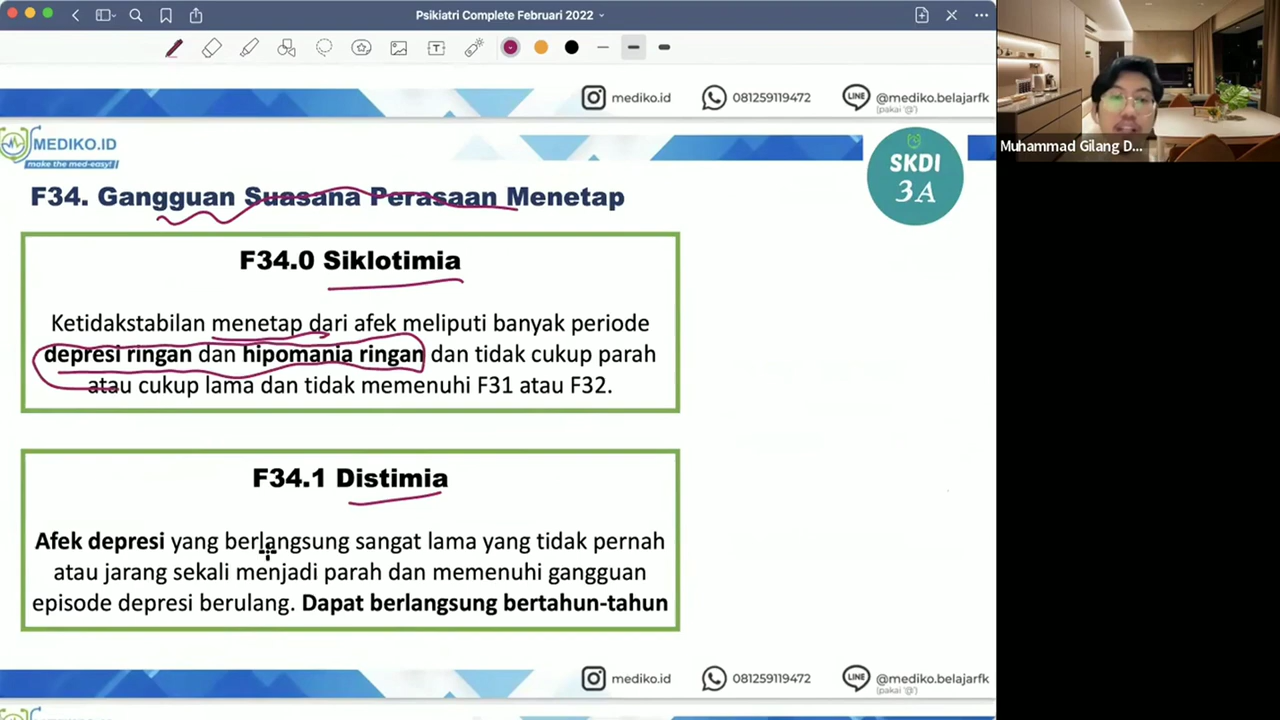 Psikiatri Complete Februari 2022
mediko.id
081259119472
@mediko.belajarfk
(pakai '@')
MEDIKO.ID
make the med-easy!
SKDI
3A
Muhammad Gilang D...
F34. Gangguan Suasana Perasaan Menetap
F34.0 Siklotimia
Ketidakstabilan menetap dari afek meliputi banyak periode
depresi ringan dan hipomania ringan dan tidak cukup parah
atau cukup lama dan tidak memenuhi F31 atau F32.
F34.1 Distimia
Afek depresi yang berlangsung sangat lama yang tidak pernah
atau jarang sekali menjadi parah dan memenuhi gangguan
episode depresi berulang. Dapat berlangsung bertahun-tahun
mediko.id
081259119472
@mediko.belajarfk
(pakai '@')